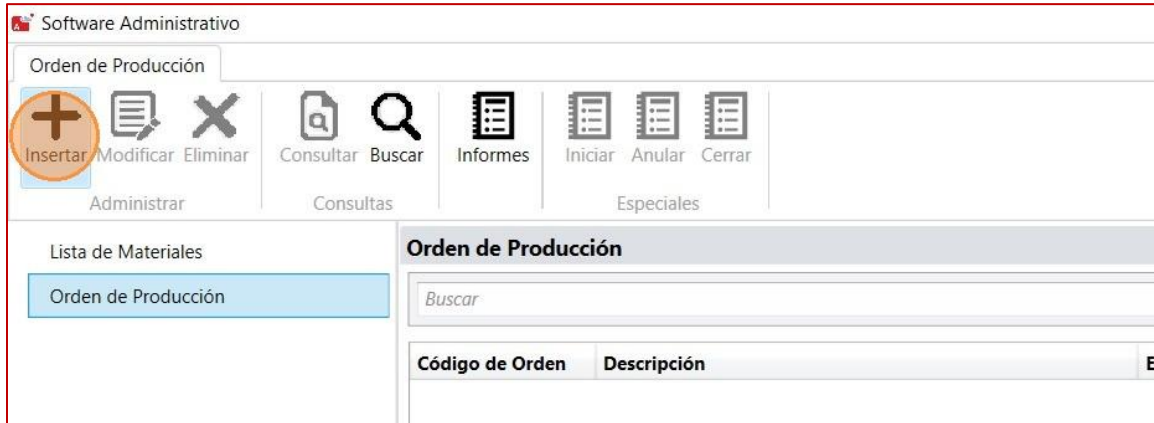 Software Administrativo
Orden de Producción
Insertar Modificar Eliminar Consultar Buscar Informes Iniciar Anular Cerrar
Administrar Consultas Especiales
Lista de Materiales
Orden de Producción
Orden de Producción
Buscar
Código de Orden Descripción E